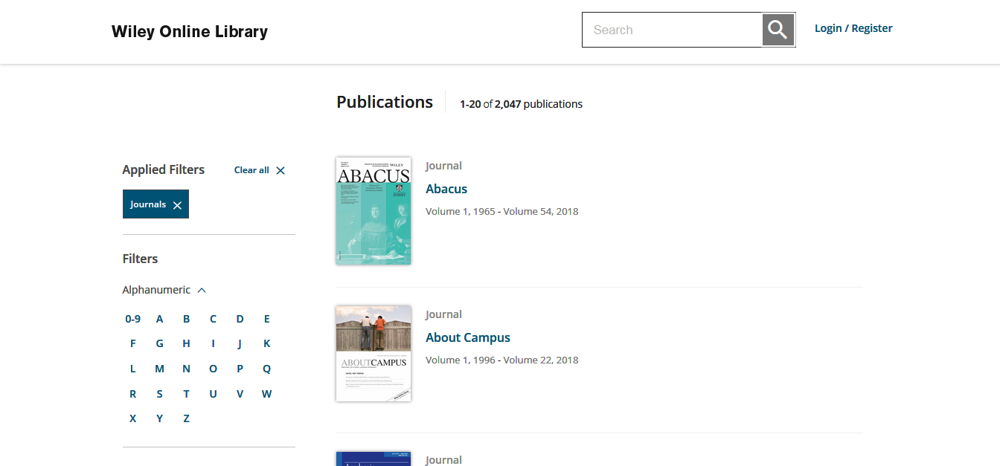 Wiley Online Library
Search
Login / Register
Publications
1-20 of 2,047 publications
Applied Filters
Clear all
Journals
Filters
Alphanumeric
0-9 A B C D E
F G H I J K
L M N O P Q
R S T U V W
X Y Z
WILEY
ABACUS
SYDNEY
Journal
Abacus
Volume 1, 1965 - Volume 54, 2018
ABOUTCAMPUS
Journal
About Campus
Volume 1, 1996 - Volume 22, 2018
Journal